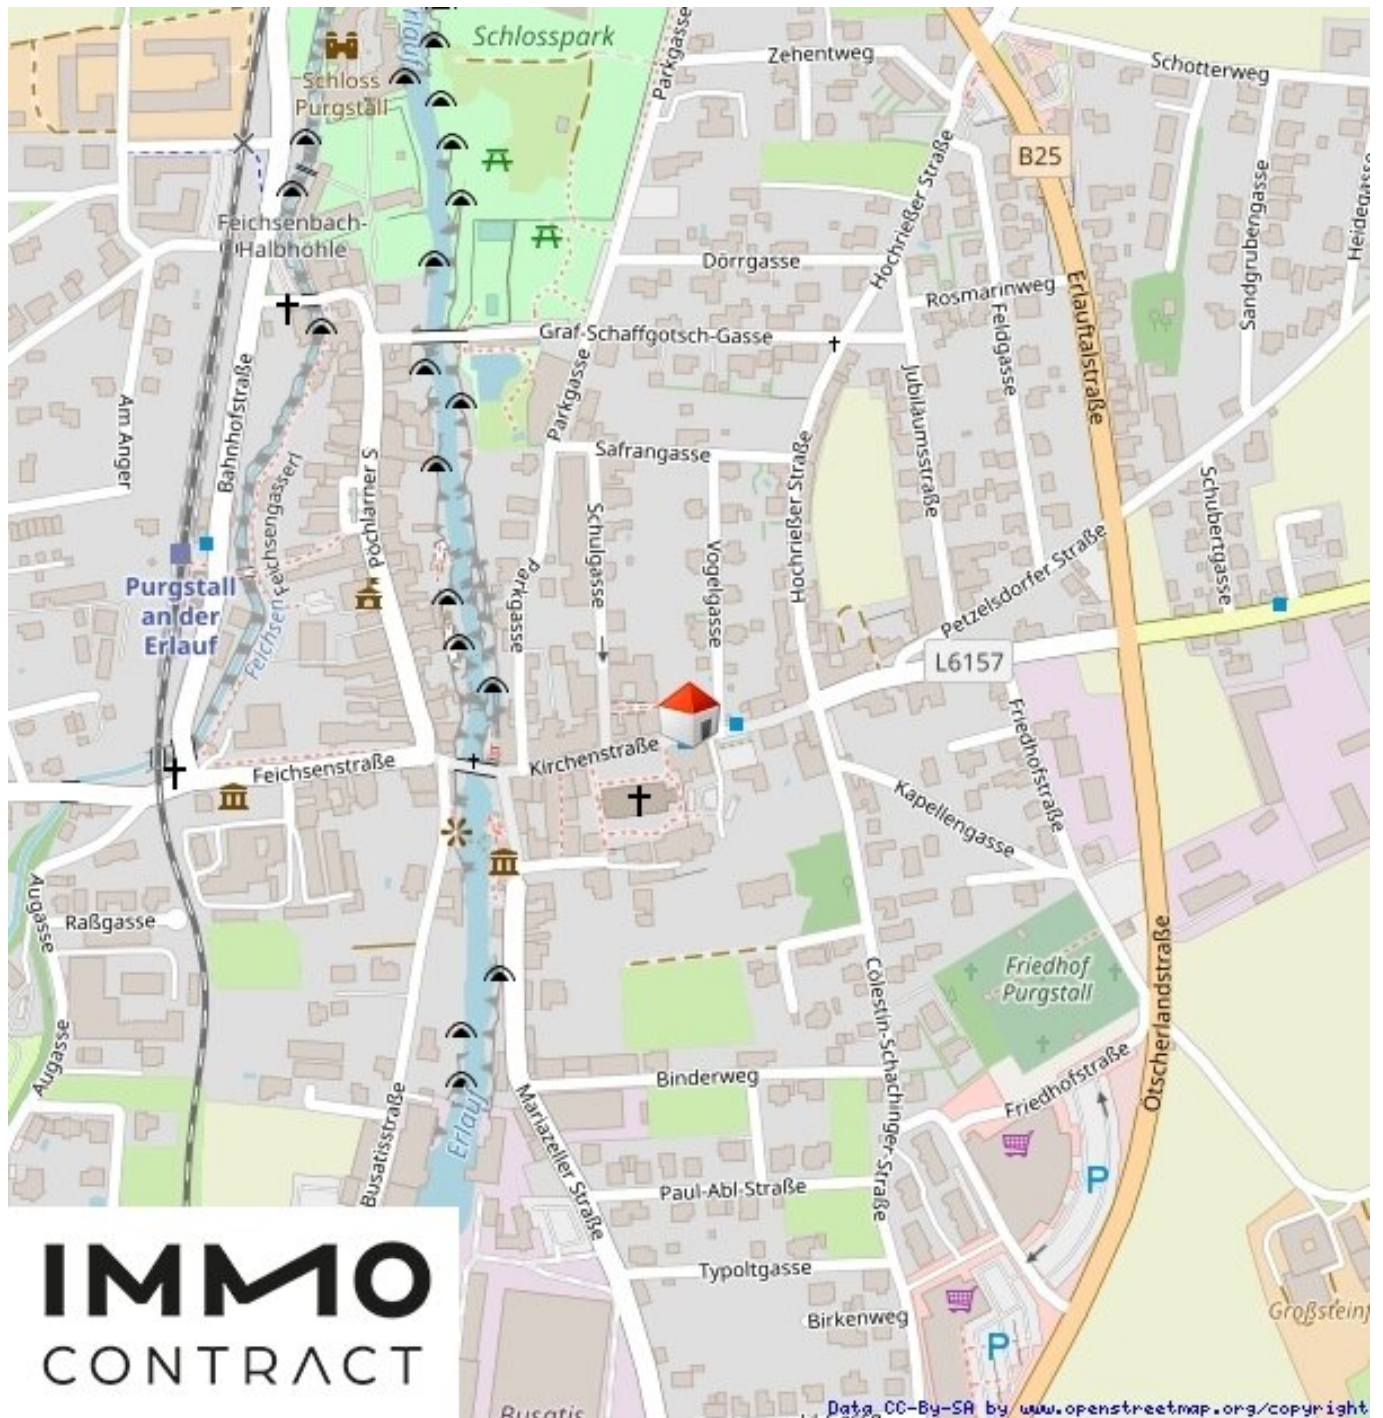 Schlosspark
Zehentweg
Schotterweg
Erlauf
Parkgasse
Schloss
Purgstall
B25
Hochrießer Straße
Sandgrubengasse
Heidegasse
Feichsenbach-
Halbhöhle
Dörrgasse
Rosmarinweg
Erlauftalstraße
Feldgasse
Graf-Schaffgotsch-Gasse
Parkgasse
Jubiläumsstraße
Am Anger
Bahnhofstraße
Feichsengasserl
Pöchlarner S
Safrangasse
Hochrießer Straße
Schubertgasse
Schulgasse
Vogelgasse
Parkgasse
Petzelsdorfer Straße
Purgstall
an der
Erlauf
Feichsen
L6157
Friedhofstraße
Kirchenstraße
Feichsenstraße
Kapellengasse
Augasse
Raßgasse
Friedhof
Purgstall
Cölestin-Schachinger-Straße
Ötscherlandstraße
Augasse
Binderweg
Friedhofstraße
Busatisstraße
Erlauf
Mariazeller Straße
P
Paul-Abl-Straße
Typoltgasse
Birkenweg
P
IMMO
CONTRACT
Busatis
Data CC-By-SA by www.openstreetmap.org/copyright